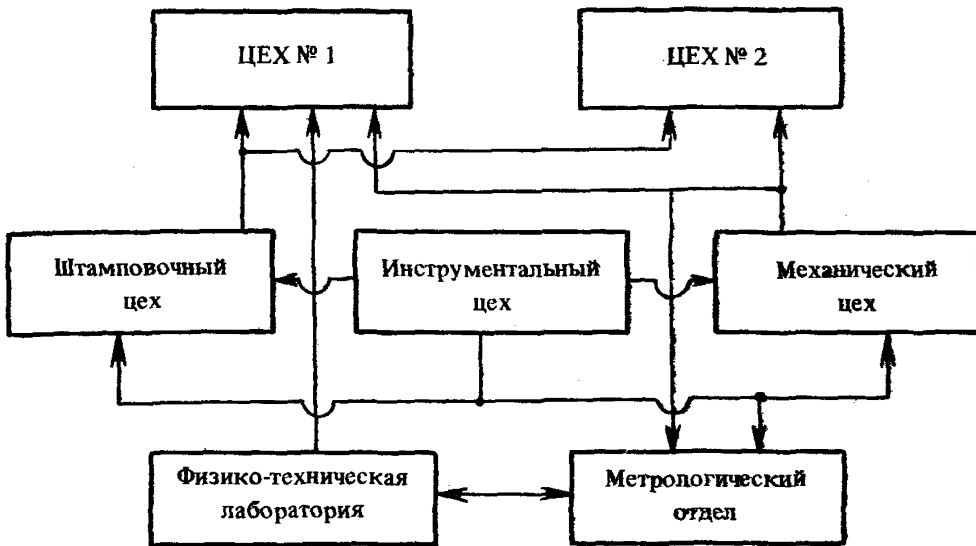 ЦЕХ № 1
ЦЕХ № 2
Штамповочный
цех
Инструментальный
цех
Механический
цех
Физико-техническая
лаборатория
Метрологический
отдел